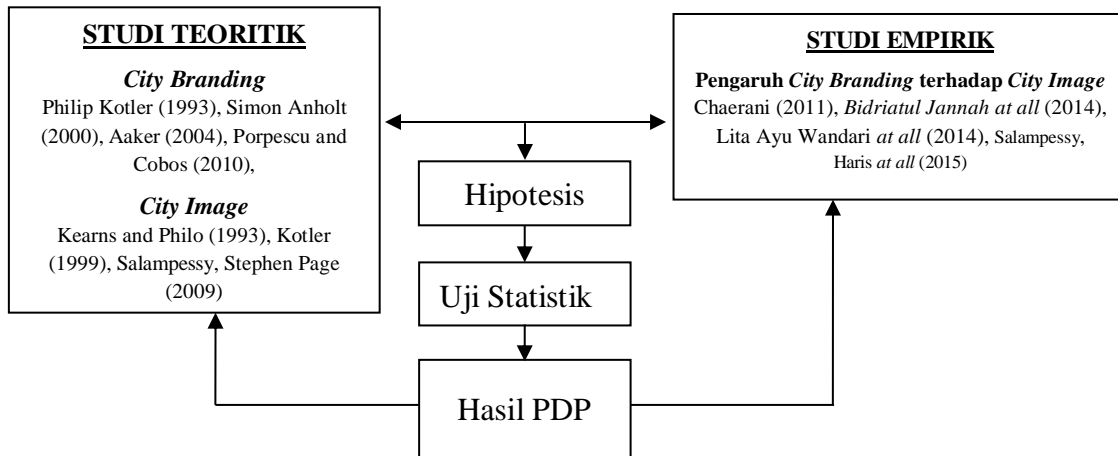 STUDI TEORITIK
City Branding
Philip Kotler (1993), Simon Anholt
(2000), Aaker (2004), Porpescu and
Cobos (2010),
City Image
Kearns and Philo (1993), Kotler
(1999), Salampessy, Stephen Page
(2009)
STUDI EMPIRIK
Pengaruh City Branding terhadap City Image
Chaerani (2011), Bidriatul Jannah at all (2014),
Lita Ayu Wandari at all (2014), Salampessy,
Haris at all (2015)
Hipotesis
Uji Statistik
Hasil PDP